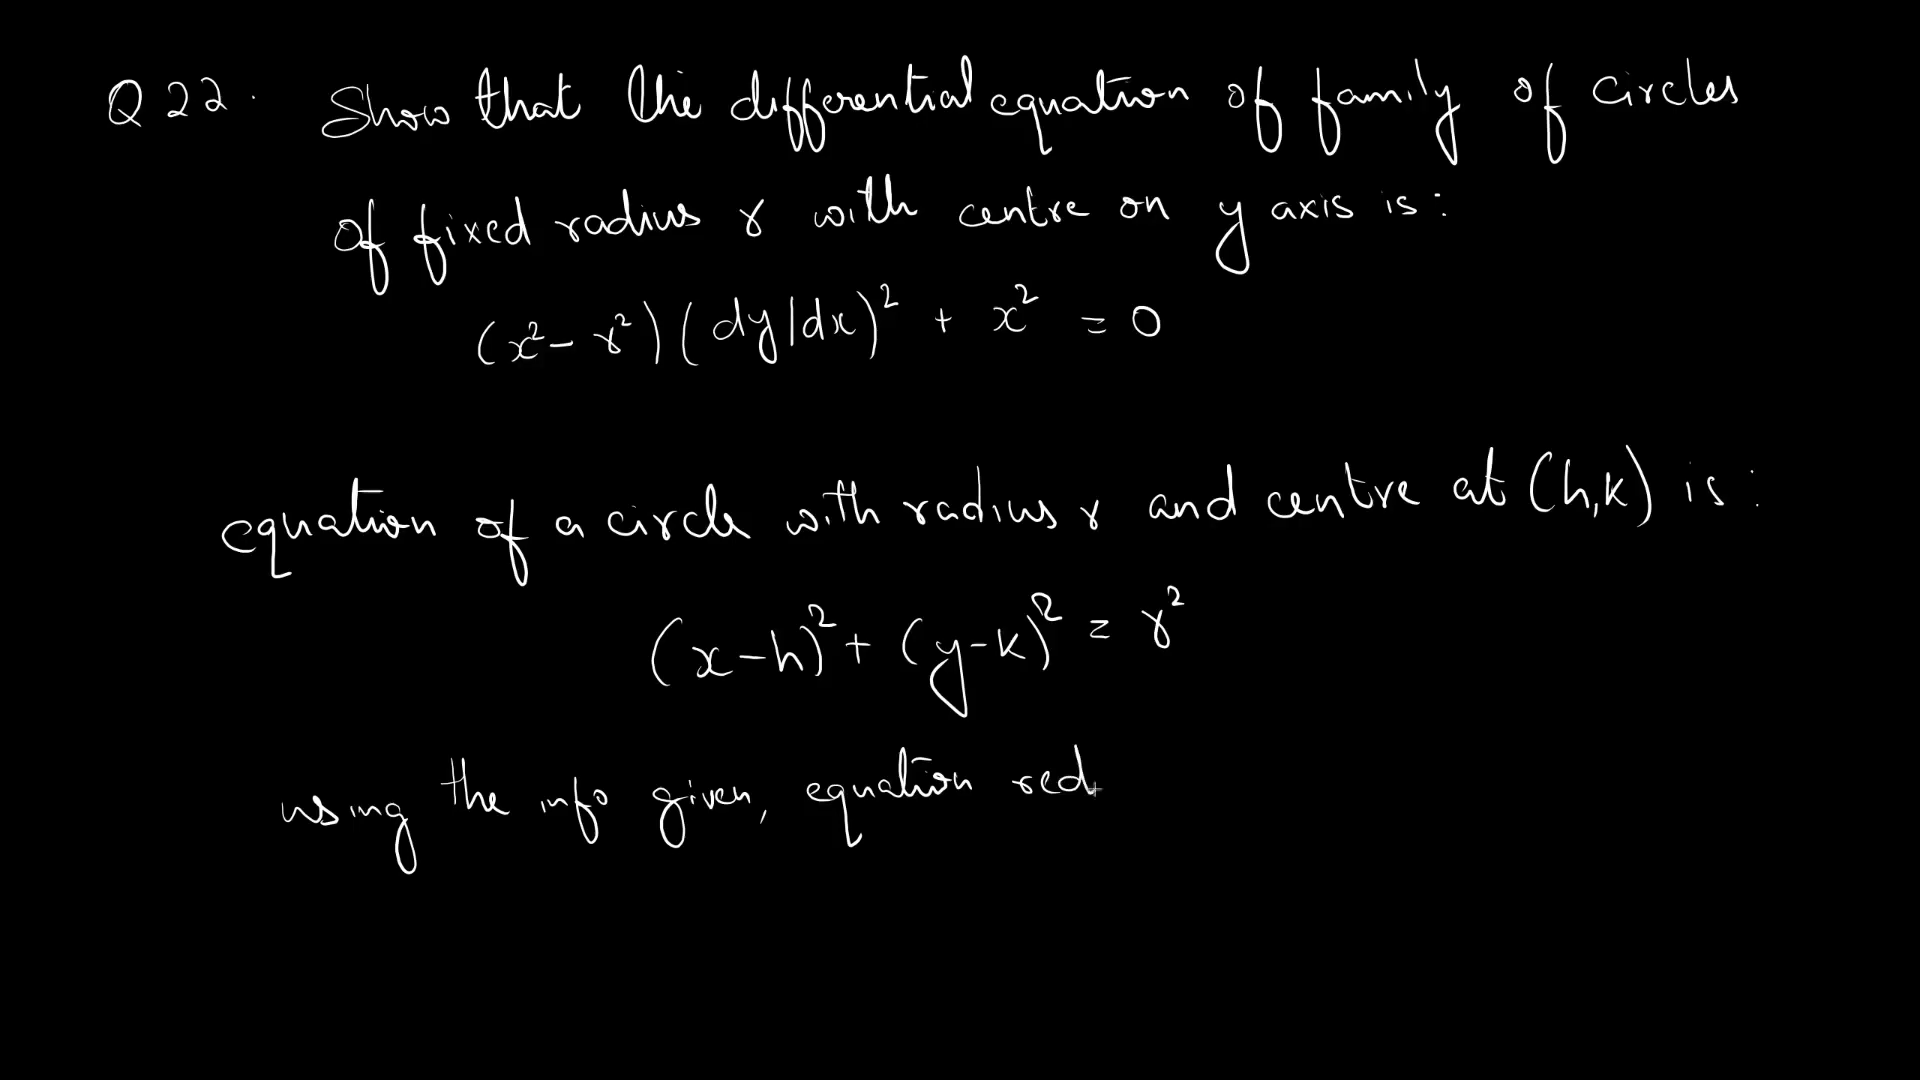 Q 22. Show that the differential equation of family of circles
of fixed radius r with centre on y axis is:
(x² - r²)(dy/dx)² + x² = 0
equation of a circle with radius r and centre at (h,k) is:
(x-h)² + (y-k)² = r²
using the info given, equation red